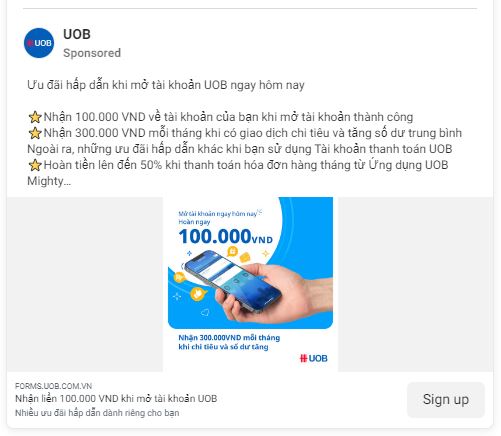 UOB
UOB
Sponsored
Ưu đãi hấp dẫn khi mở tài khoản UOB ngay hôm nay
⭐Nhận 100.000 VND về tài khoản của bạn khi mở tài khoản thành công
⭐Nhận 300.000 VND mỗi tháng khi có giao dịch chi tiêu và tăng số dư trung bình
Ngoài ra, những ưu đãi hấp dẫn khác khi bạn sử dụng Tài khoản thanh toán UOB
⭐Hoàn tiền lên đến 50% khi thanh toán hóa đơn hàng tháng từ Ứng dụng UOB
Mighty...
Mở tài khoản ngay hôm nay
Hoàn ngay
100.000VND
Nhận 300.000VND mỗi tháng
khi chi tiêu và số dư tăng
UOB
FORMS.UOB.COM.VN
Nhận liền 100.000 VND khi mở tài khoản UOB
Nhiều ưu đãi hấp dẫn dành riêng cho bạn
Sign up